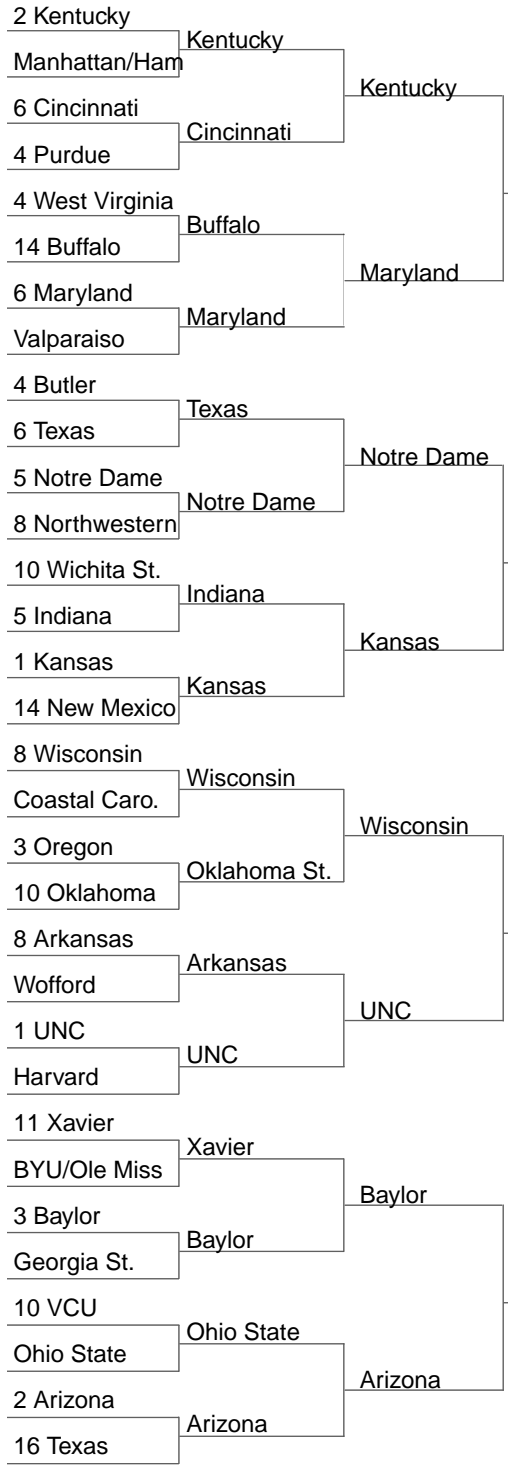 2 Kentucky
Manhattan/Ham
6 Cincinnati
4 Purdue
4 West Virginia
14 Buffalo
6 Maryland
Valparaiso
4 Butler
6 Texas
5 Notre Dame
8 Northwestern
10 Wichita St.
5 Indiana
1 Kansas
14 New Mexico
8 Wisconsin
Coastal Caro.
3 Oregon
10 Oklahoma
8 Arkansas
Wofford
1 UNC
Harvard
11 Xavier
BYU/Ole Miss
3 Baylor
Georgia St.
10 VCU
Ohio State
2 Arizona
16 Texas
Kentucky
Cincinnati
Buffalo
Maryland
Texas
Notre Dame
Indiana
Kansas
Wisconsin
Oklahoma St.
Arkansas
UNC
Xavier
Baylor
Ohio State
Arizona
Kentucky
Maryland
Notre Dame
Kansas
Wisconsin
UNC
Baylor
Arizona